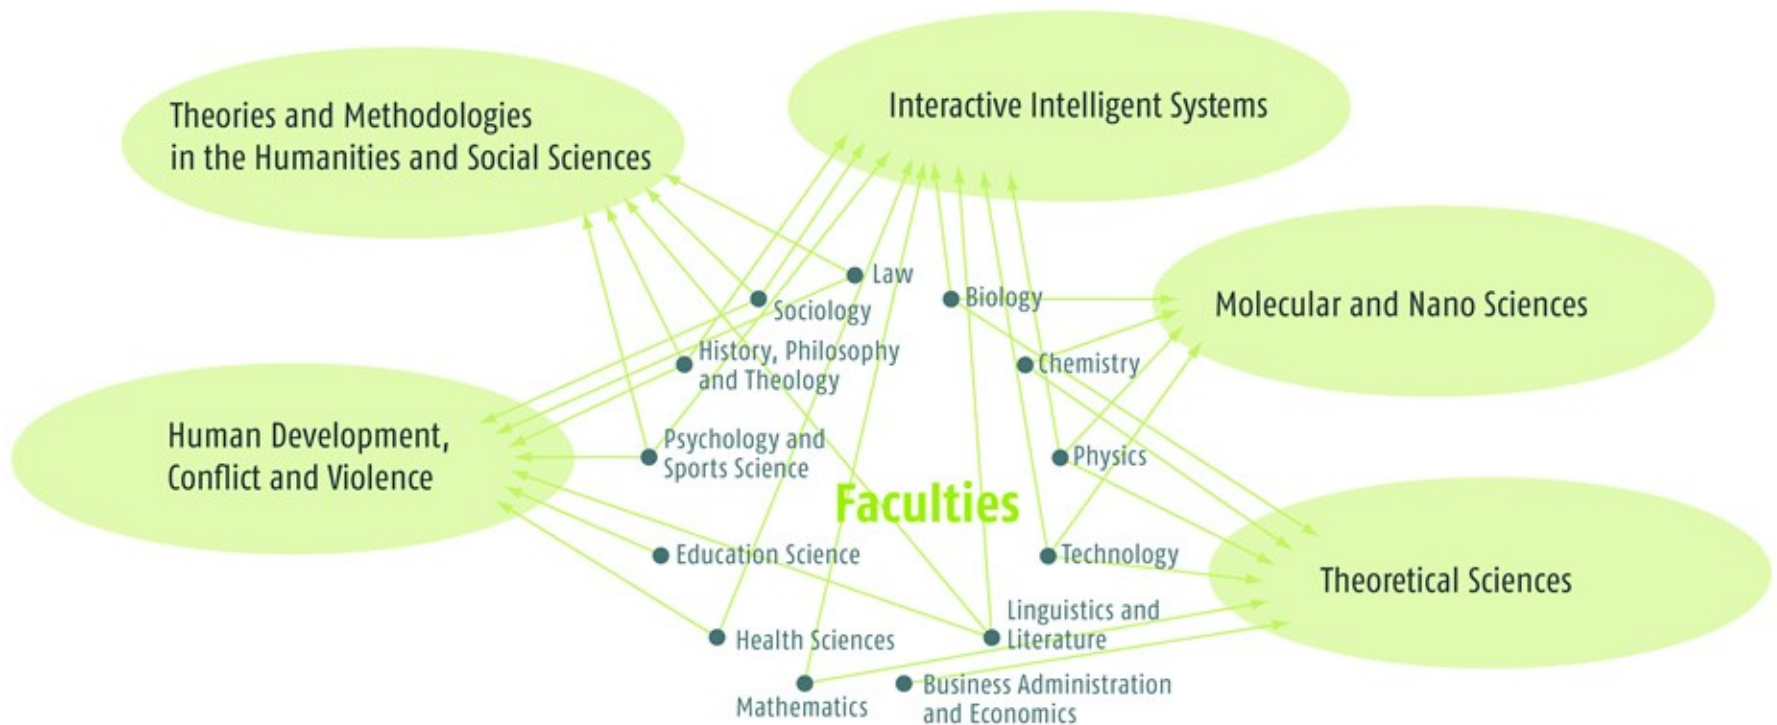 Theories and Methodologies
in the Humanities and Social Sciences
Interactive Intelligent Systems
Molecular and Nano Sciences
Human Development,
Conflict and Violence
Theoretical Sciences
Law
Sociology
Biology
History, Philosophy
and Theology
Chemistry
Psychology and
Sports Science
Physics
Faculties
Education Science
Technology
Linguistics and
Literature
Health Sciences
Mathematics
Business Administration
and Economics